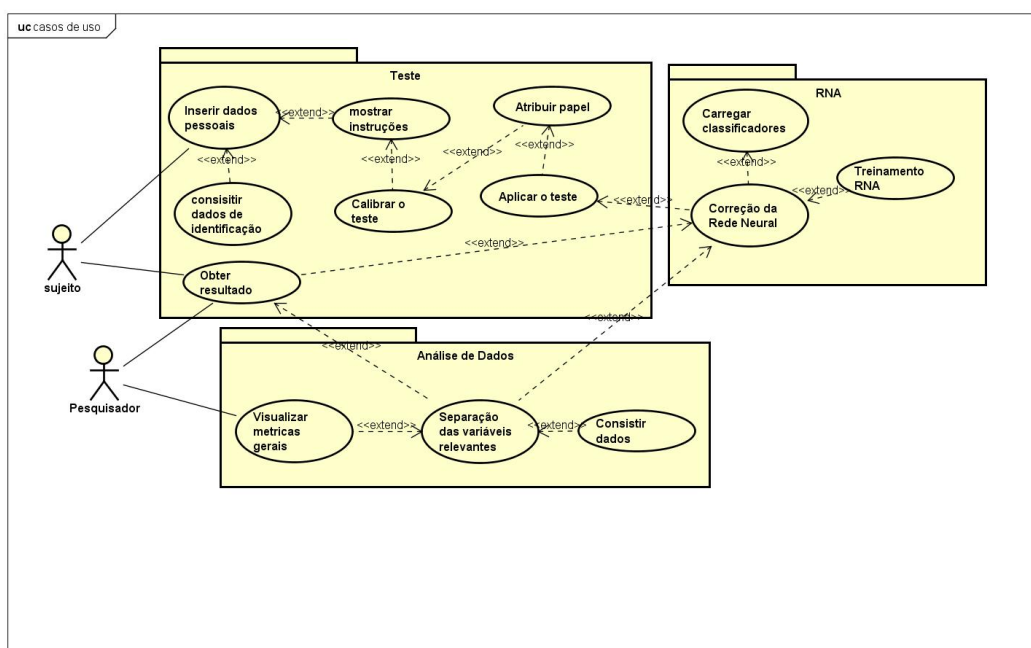 uc casos de uso
Teste
Inserir dados
pessoais
<<extend>>
mostrar
instruções
Atribuir papel
<<extend>>
<<extend>>
<<extend>>
<<extend>>
consisitir
dados de
identificação
Calibrar o
teste
Aplicar o teste
<<extend>>
Obter
resultado
<<extend>>
RNA
Carregar
classificadores
<<extend>>
Treinamento
RNA
<<extend>>
Correção da
Rede Neural
sujeito
Pesquisador
<<extend>>
<<extend>>
Análise de Dados
Visualizar
metricas
gerais
<<extend>>
Separação
das variáveis
relevantes
<<extend>>
Consistir
dados